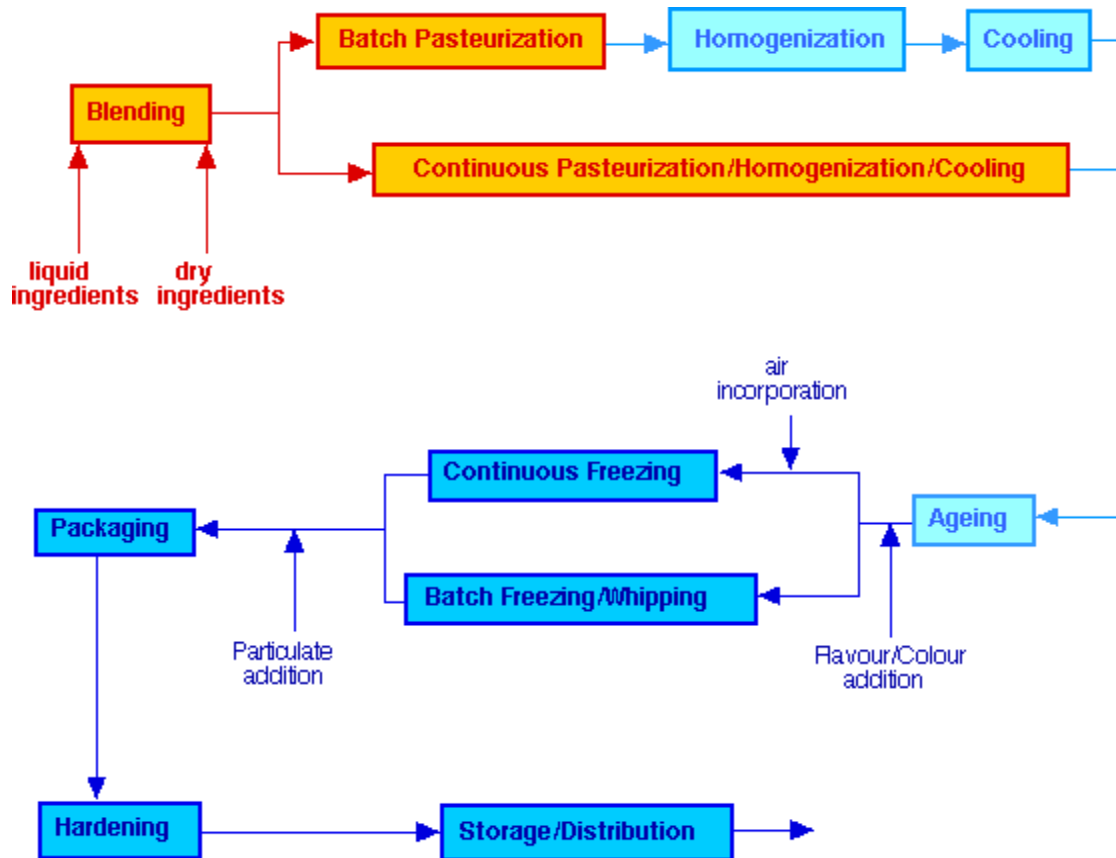 Batch Pasteurization
Homogenization
Cooling
Blending
Continuous Pasteurization/Homogenization/Cooling
liquid
ingredients
dry
ingredients
air
incorporation
Continuous Freezing
Ageing
Packaging
Batch Freezing/Whipping
Particulate
addition
Flavour/Colour
addition
Hardening
Storage/Distribution